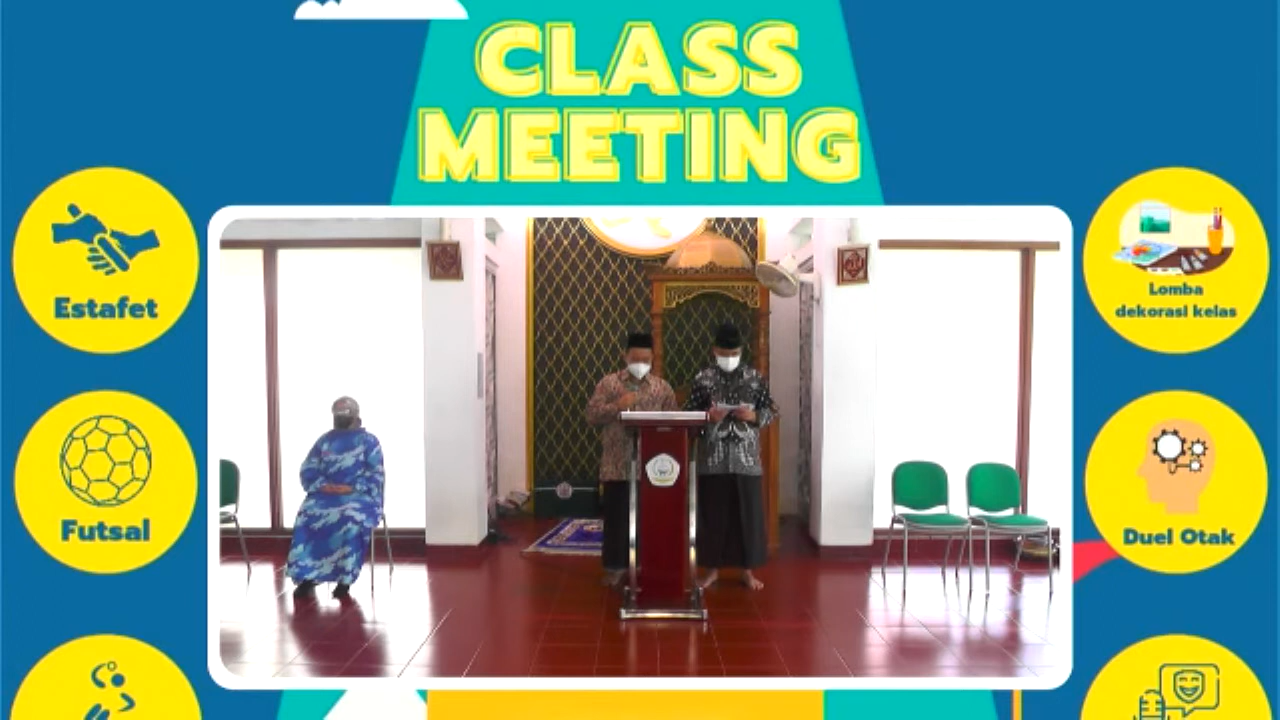 CLASS
MEETING
Estafet
Futsal
Lomba
dekorasi kelas
Duel Otak